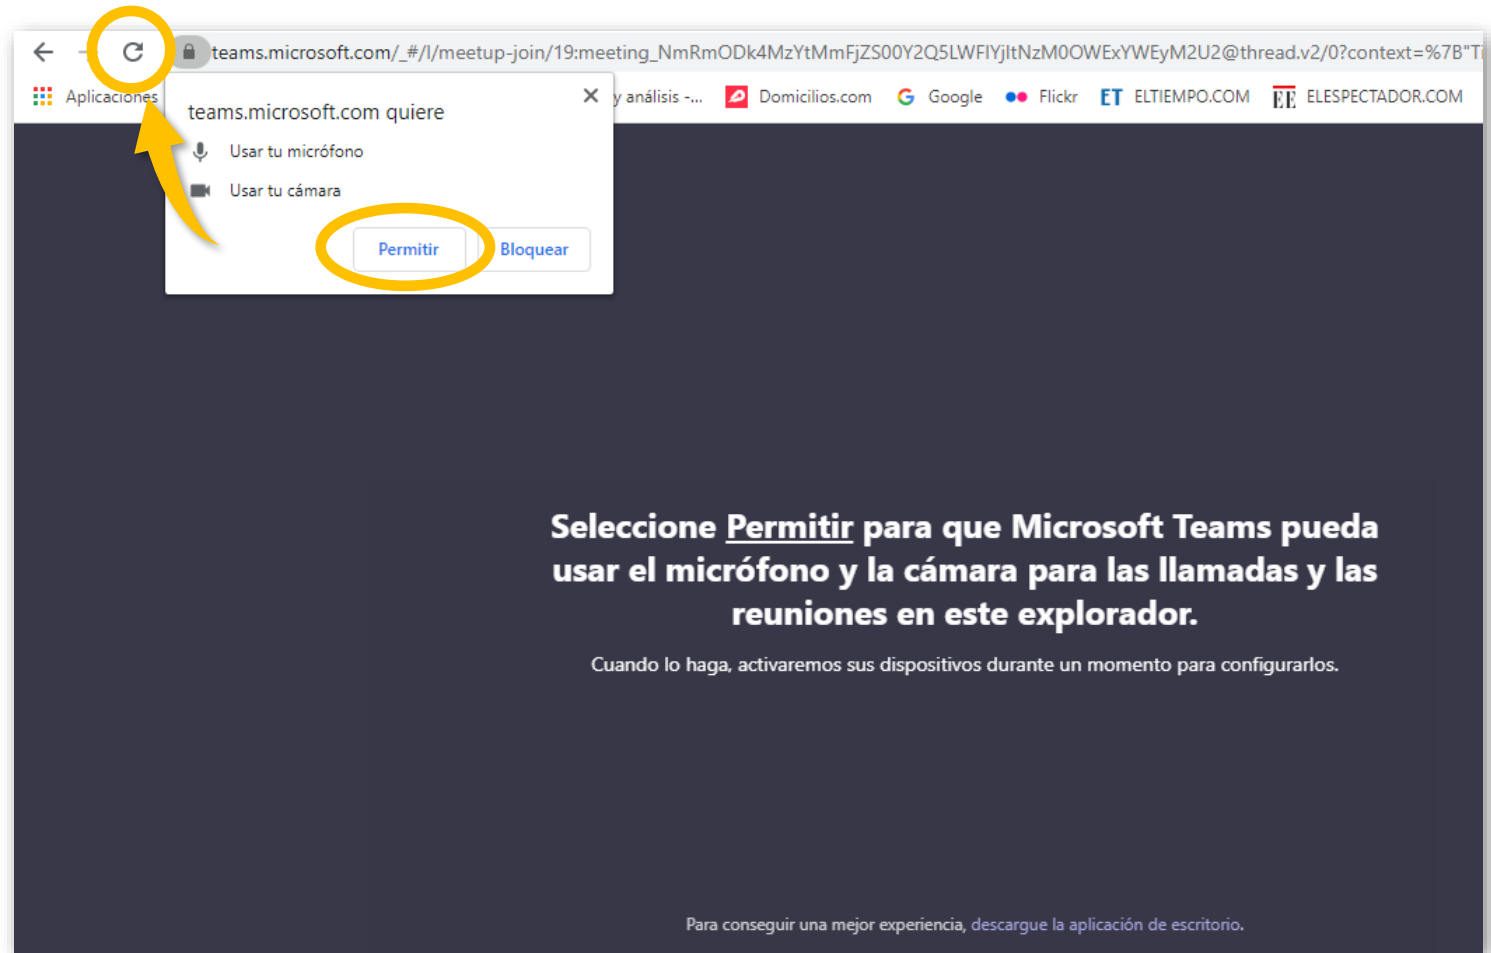 teams.microsoft.com/_#/l/meetup-join/19:meeting_NmRmODk4MzYtMmFjZS00Y2Q5LWFlYjItNzM0OWExYWEyM2U2@thread.v2/0?context=%7B"Ti
Aplicaciones
y análisis -...
Domicilios.com
G Google
Flickr
ET ELTIEMPO.COM
EE ELESPECTADOR.COM
teams.microsoft.com quiere
Usar tu micrófono
Usar tu cámara
Permitir
Bloquear
Seleccione Permitir para que Microsoft Teams pueda
usar el micrófono y la cámara para las llamadas y las
reuniones en este explorador.
Cuando lo haga, activaremos sus dispositivos durante un momento para configurarlos.
Para conseguir una mejor experiencia, descargue la aplicación de escritorio.